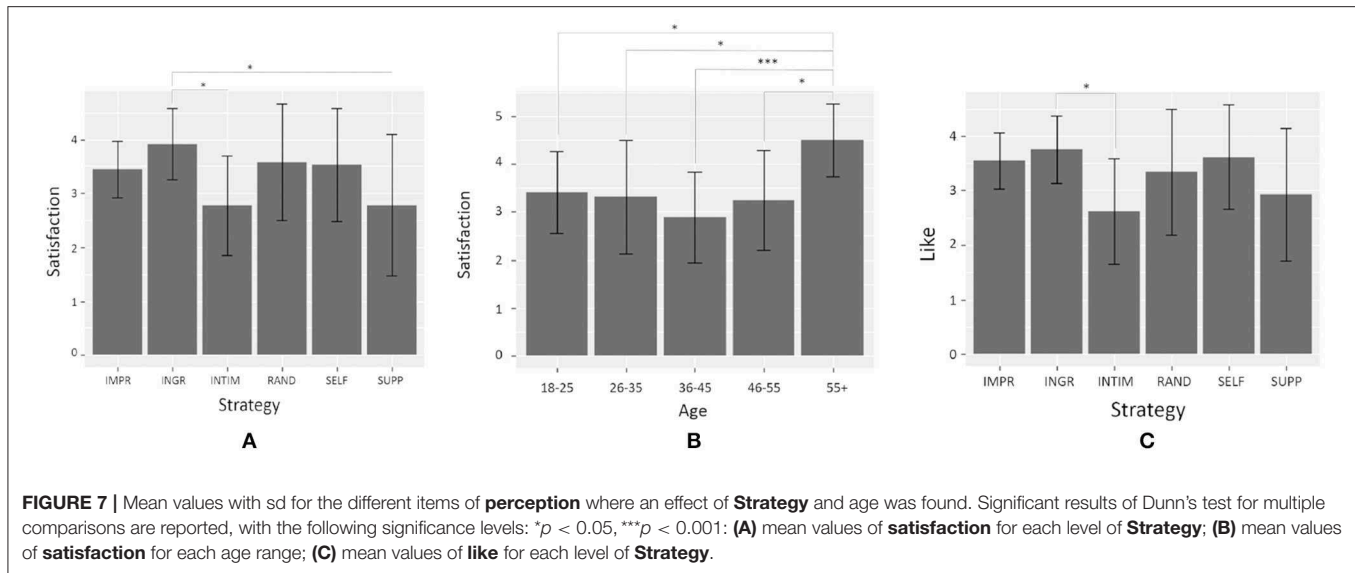 *
*
Satisfaction
4
3
2
1
0
IMPR INGR INTIM RAND SELF SUPP
Strategy
A
*
*
***
*
Satisfaction
5
4
3
2
1
0
18-25 26-35 36-45 46-55 55+
Age
B
*
Like
4
3
2
1
0
IMPR INGR INTIM RAND SELF SUPP
Strategy
C
FIGURE 7 | Mean values with sd for the different items of perception where an effect of Strategy and age was found. Significant results of Dunn's test for multiple
comparisons are reported, with the following significance levels: *p < 0.05, ***p < 0.001: (A) mean values of satisfaction for each level of Strategy; (B) mean values
of satisfaction for each age range; (C) mean values of like for each level of Strategy.